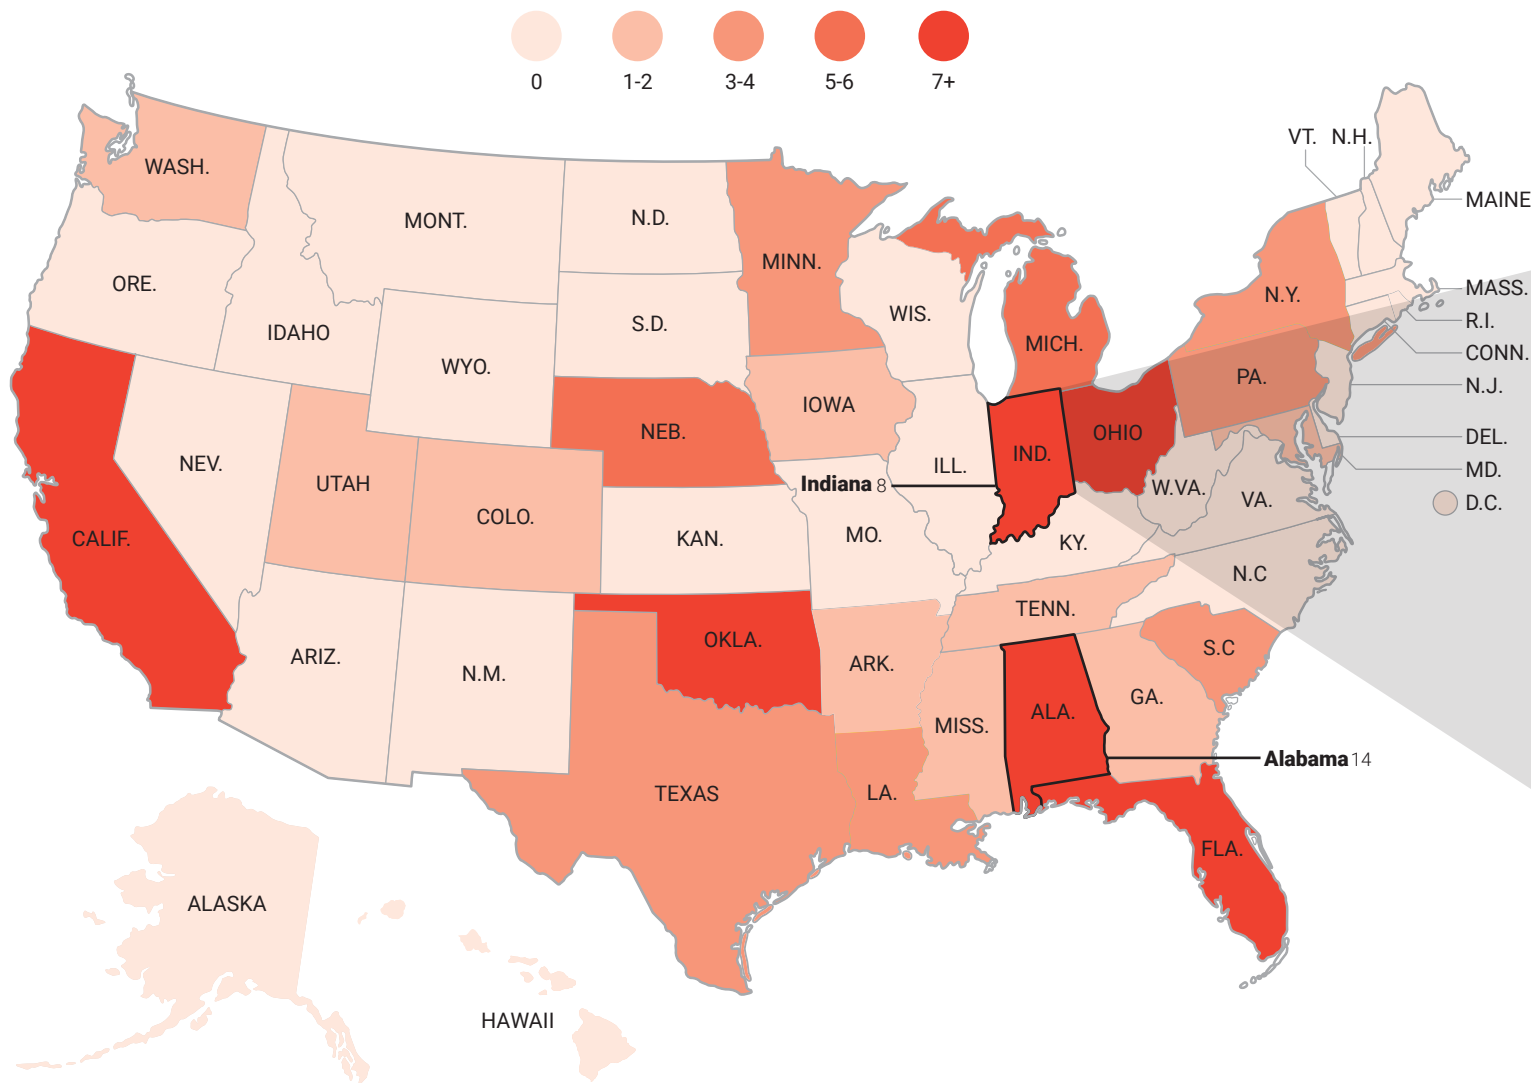 0 1-2 3-4 5-6 7+
VT. N.H.
WASH.
MAINE
MONT.
N.D.
MINN.
ORE.
MASS.
N.Y.
IDAHO
S.D.
WIS.
R.I.
MICH.
CONN.
WYO.
PA.
N.J.
IOWA
NEB.
OHIO
DEL.
NEV.
IND.
ILL.
MD.
UTAH
Indiana 8
W.VA.
VA.
D.C.
COLO.
CALIF.
KAN.
MO.
KY.
N.C
TENN.
OKLA.
S.C
ARIZ.
ARK.
N.M.
GA.
MISS.
ALA.
Alabama 14
TEXAS
LA.
FLA.
ALASKA
HAWAII